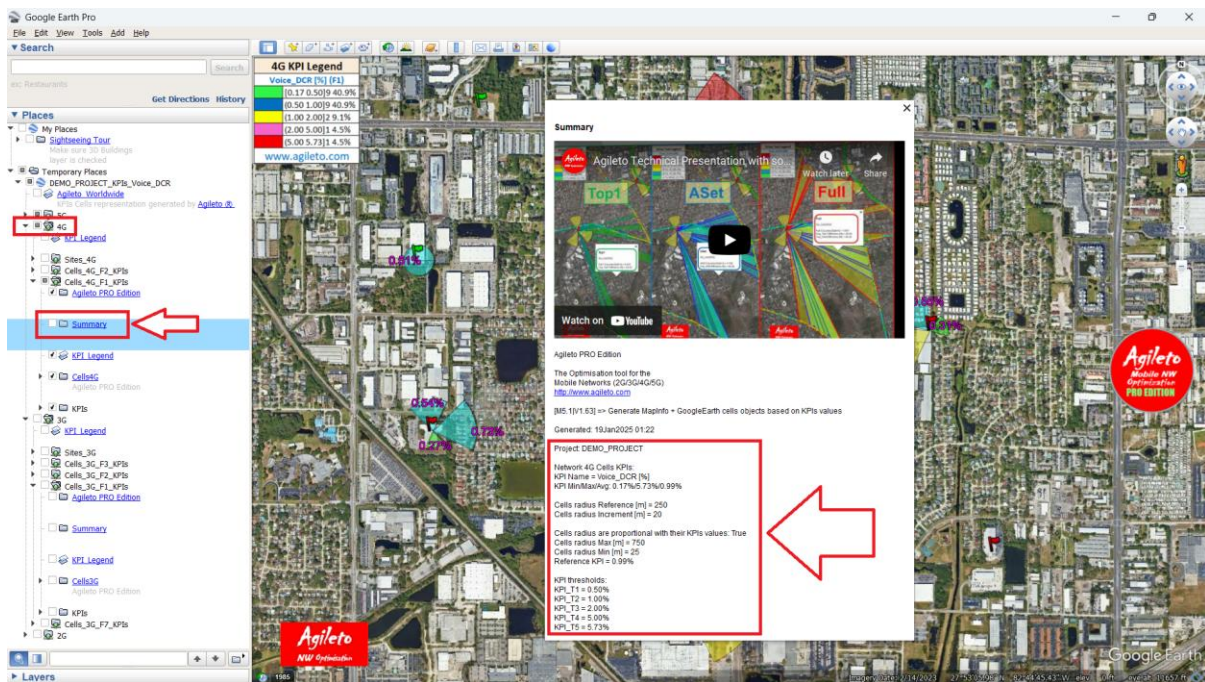 Google Earth Pro
File Edit View Tools Add Help
Search
Search
ex: Restaurants
Get Directions History
Places
My Places
Sightseeing Tour
Make sure 3D Buildings
layer is checked
Temporary Places
DEMO_PROJECT_KPIs_Voice_DCR
Agileto Worldwide
KPIs Cells representation generated by Agileto ®.
5G
4G
KPI Legend
Sites_4G
Cells_4G_F2_KPIs
Cells_4G_F1_KPIs
Agileto PRO Edition
Summary
KPI Legend
Cells4G
Agileto PRO Edition
KPIs
3G
KPI Legend
Sites_3G
Cells_3G_F3_KPIs
Cells_3G_F2_KPIs
Cells_3G_F1_KPIs
Agileto PRO Edition
Summary
KPI Legend
Cells3G
Agileto PRO Edition
KPIs
Cells_3G_F7_KPIs
2G
Layers
4G KPI Legend
Voice_DCR [%] (F1)
[0.17 0.50]9 40.9%
(0.50 1.00]9 40.9%
(1.00 2.00]2 9.1%
(2.00 5.00]1 4.5%
(5.00 5.73]1 4.5%
www.agileto.com
0.64%
0.73%
0.27%
Summary
Agileto
Agileto Technical Presentation with so...
Watch later
Share
Top1
ASet
Full
Watch on YouTube
Agileto
Agileto
Agileto PRO Edition
The Optimisation tool for the
Mobile Networks (2G/3G/4G/5G)
http://www.agileto.com
[M5.1|V1.63] => Generate MapInfo + GoogleEarth cells objects based on KPIs values
Generated: 19Jan2025 01:22
Project: DEMO_PROJECT
Network 4G Cells KPIs:
KPI Name = Voice_DCR [%]
KPI Min/Max/Avg: 0.17%/5.73%/0.99%
Cells radius Reference [m] = 250
Cells radius Increment [m] = 20
Cells radius are proportional with their KPIs values: True
Cells radius Max [m] = 750
Cells radius Min [m] = 25
Reference KPI = 0.99%
KPI thresholds:
KPI_T1 = 0.50%
KPI_T2 = 1.00%
KPI_T3 = 2.00%
KPI_T4 = 5.00%
KPI_T5 = 5.73%
N
Agileto
Mobile NW
Optimization
PRO EDITION
Agileto
NW Optimization
Google Earth
1985